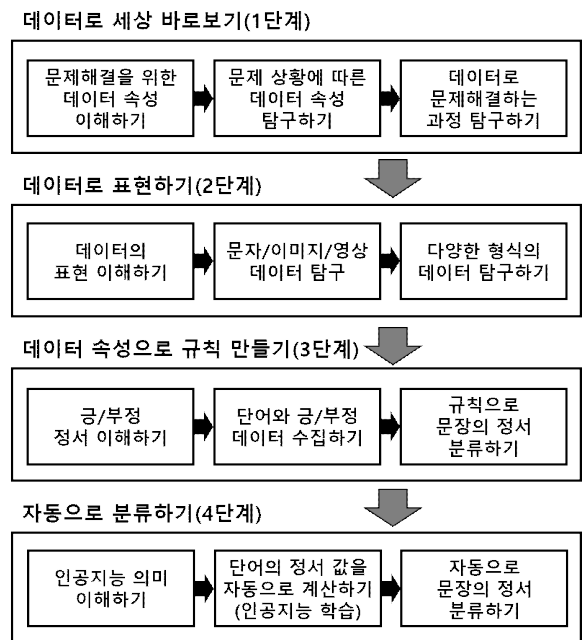 데이터로 세상 바로보기(1단계)
문제해결을 위한
데이터 속성
이해하기
문제 상황에 따른
데이터 속성
탐구하기
데이터로
문제해결하는
과정 탐구하기
데이터로 표현하기(2단계)
데이터의
표현 이해하기
문자/이미지/영상
데이터 탐구
다양한 형식의
데이터 탐구하기
데이터 속성으로 규칙 만들기(3단계)
긍/부정
정서 이해하기
단어와 긍/부정
데이터 수집하기
규칙으로
문장의 정서
분류하기
자동으로 분류하기(4단계)
인공지능 의미
이해하기
단어의 정서 값을
자동으로 계산하기
(인공지능 학습)
자동으로
문장의 정서
분류하기